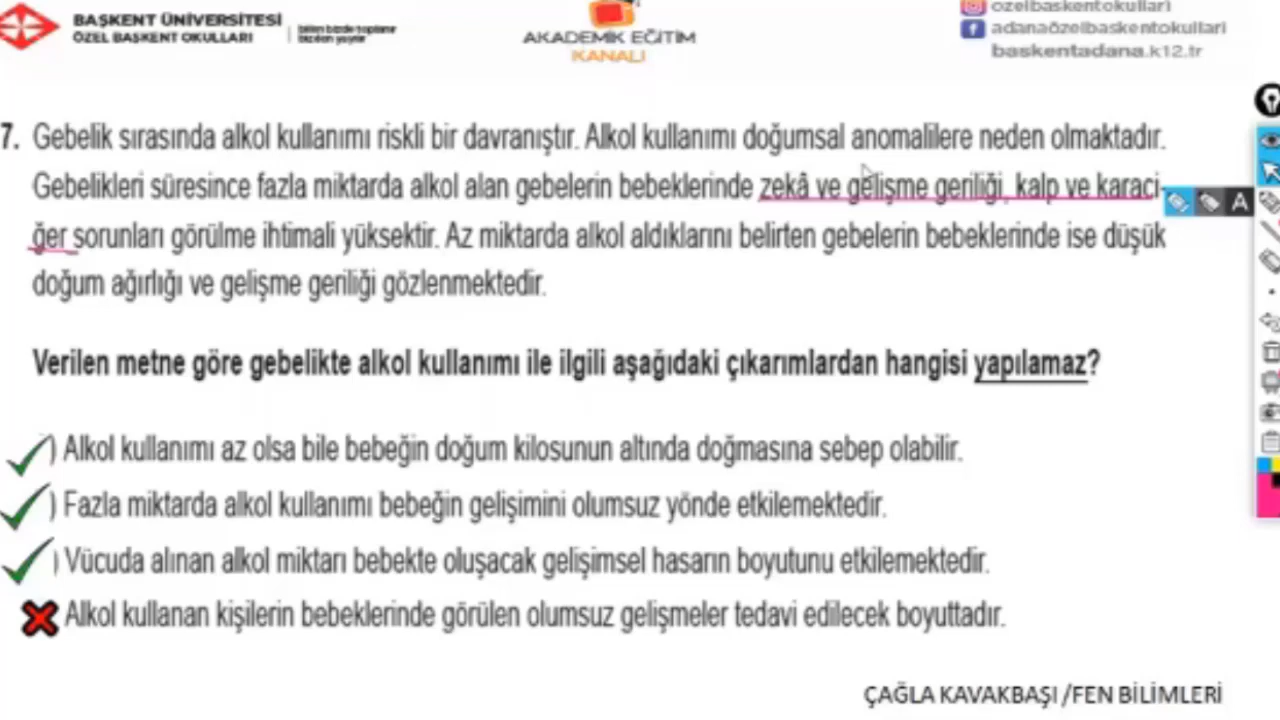 BAŞKENT ÜNİVERSİTESİ
ÖZEL BAŞKENT OKULLARI
AKADEMİK EĞİTİM
KANALI
ozelbaskentokullari
adanaözelbaskentokullari
baskentadana.k12.tr
7. Gebelik sırasında alkol kullanımı riskli bir davranıştır. Alkol kullanımı doğumsal anomalilere neden olmaktadır.
Gebelikleri süresince fazla miktarda alkol alan gebelerin bebeklerinde zekâ ve gelişme geriliği, kalp ve karaci-
ğer sorunları görülme ihtimali yüksektir. Az miktarda alkol aldıklarını belirten gebelerin bebeklerinde ise düşük
doğum ağırlığı ve gelişme geriliği gözlenmektedir.
Verilen metne göre gebelikte alkol kullanımı ile ilgili aşağıdaki çıkarımlardan hangisi yapılamaz?
) Alkol kullanımı az olsa bile bebeğin doğum kilosunun altında doğmasına sebep olabilir.
) Fazla miktarda alkol kullanımı bebeğin gelişimini olumsuz yönde etkilemektedir.
) Vücuda alınan alkol miktarı bebekte oluşacak gelişimsel hasarın boyutunu etkilemektedir.
Alkol kullanan kişilerin bebeklerinde görülen olumsuz gelişmeler tedavi edilecek boyuttadır.
A
ÇAĞLA KAVAKBAŞI /FEN BİLİMLERİ